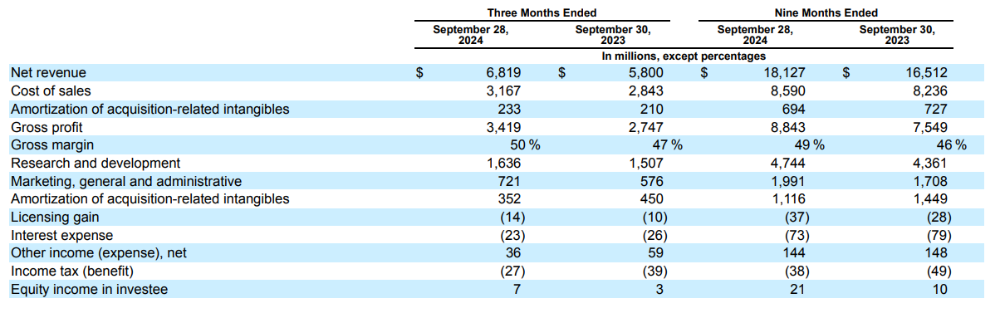 Three Months Ended Nine Months Ended
September 28, September 30, September 28, September 30,
2024 2023 2024 2023
In millions, except percentages
Net revenue $ 6,819 $ 5,800 $ 18,127 $ 16,512
Cost of sales 3,167 2,843 8,590 8,236
Amortization of acquisition-related intangibles 233 210 694 727
Gross profit 3,419 2,747 8,843 7,549
Gross margin 50 % 47 % 49 % 46 %
Research and development 1,636 1,507 4,744 4,361
Marketing, general and administrative 721 576 1,991 1,708
Amortization of acquisition-related intangibles 352 450 1,116 1,449
Licensing gain (14) (10) (37) (28)
Interest expense (23) (26) (73) (79)
Other income (expense), net 36 59 144 148
Income tax (benefit) (27) (39) (38) (49)
Equity income in investee 7 3 21 10